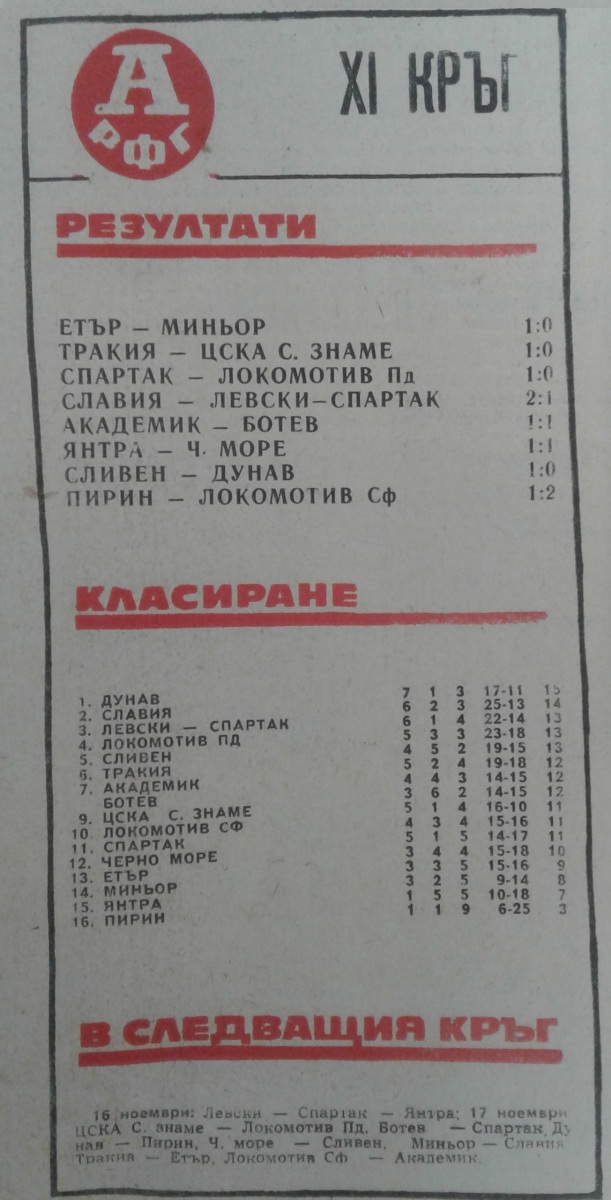 А
РФГ
XI КРЪГ
РЕЗУЛТАТИ
ЕТЪР — МИНЬОР 1:0
ТРАКИЯ — ЦСКА С. ЗНАМЕ 1:0
СПАРТАК — ЛОКОМОТИВ Пд 1:0
СЛАВИЯ — ЛЕВСКИ—СПАРТАК 2:1
АКАДЕМИК — БОТЕВ 1:1
ЯНТРА — Ч. МОРЕ 1:1
СЛИВЕН — ДУНАВ 1:0
ПИРИН — ЛОКОМОТИВ Сф 1:2
КЛАСИРАНЕ
1. ДУНАВ 7 1 3 17-11 15
2. СЛАВИЯ 6 2 3 25-13 14
3. ЛЕВСКИ — СПАРТАК 6 1 4 22-14 13
4. ЛОКОМОТИВ ПД 5 3 3 23-18 13
5. СЛИВЕН 4 5 2 19-15 13
6. ТРАКИЯ 5 2 4 19-18 12
7. АКАДЕМИК 4 4 3 14-15 12
БОТЕВ 3 6 2 14-15 12
9. ЦСКА С. ЗНАМЕ 5 1 4 16-10 11
10 ЛОКОМОТИВ СФ 4 3 4 15-16 11
11. СПАРТАК 5 1 5 14-17 11
12. ЧЕРНО МОРЕ 3 4 4 15-18 10
13. ЕТЪР 3 3 5 15-16 9
14. МИНЬОР 3 2 5 9-14 8
15. ЯНТРА 1 5 5 10-18 7
16. ПИРИН 1 1 9 6-25 3
В СЛЕДВАЩИЯ КРЪГ
16 ноември: Левски — Спартак — Янтра; 17 ноември
ЦСКА С. знаме — Локомотив Пд, Ботев — Спартак, Ду
нав — Пирин, Ч. море — Сливен, Миньор — Славия
Тракия — Етър, Локомотив Сф — Академик.